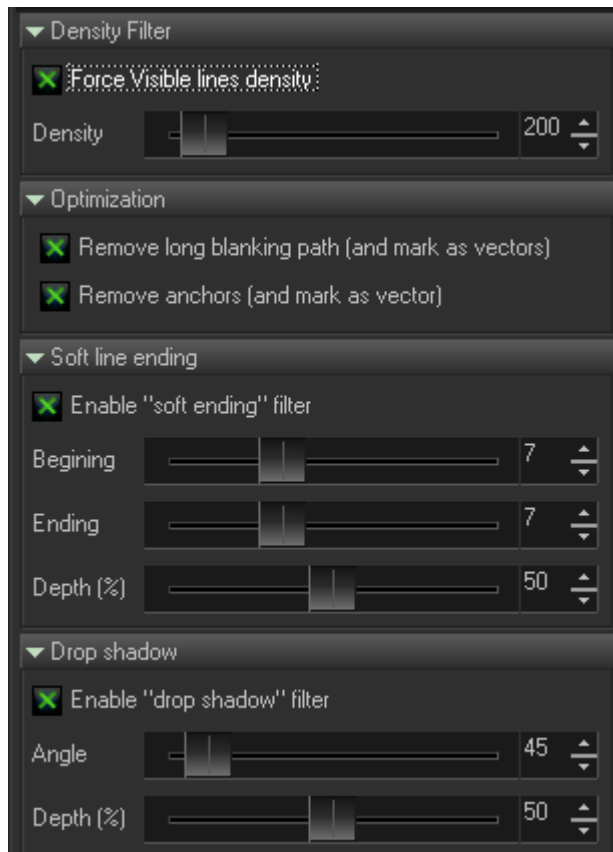 Density Filter
Force Visible lines density
Density 200
Optimization
Remove long blanking path (and mark as vectors)
Remove anchors (and mark as vector)
Soft line ending
Enable "soft ending" filter
Begining 7
Ending 7
Depth (%) 50
Drop shadow
Enable "drop shadow" filter
Angle 45
Depth (%) 50